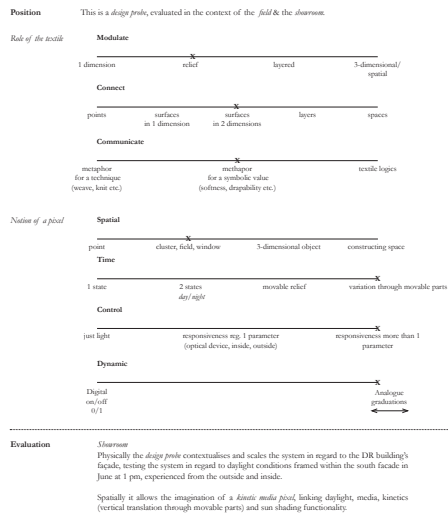 Position This is a design probe, evaluated in the context of the field & the showroom.
Role of the textile Modulate
X
1 dimension relief layered 3-dimensional/
spatial
Connect
X
points surfaces surfaces layers spaces
in 1 dimension in 2 dimensions
Communicate
X
metaphor methapor textile logics
for a technique for a symbolic value
(weave, knit etc.) (softness, drapability etc.)
Notion of a pixel Spatial
X
point cluster, field, window 3-dimensional object constructing space
Time
X
1 state 2 states movable relief variation through movable parts
day/night
Control
X
just light responsiveness reg. 1 parameter responsiveness more than 1
(optical device, inside, outside) parameter
Dynamic
X
Digital Analogue
on/off graduations
0/1
Evaluation Showroom
Physically the design probe contextualises and scales the system in regard to the DR building's
façade, testing the system in regard to daylight conditions framed within the south facade in
June at 1 pm, experienced from the outside and inside.
Spatially it allows the imagination of a kinetic media pixel, linking daylight, media, kinetics
(vertical translation through movable parts) and sun shading functionality.